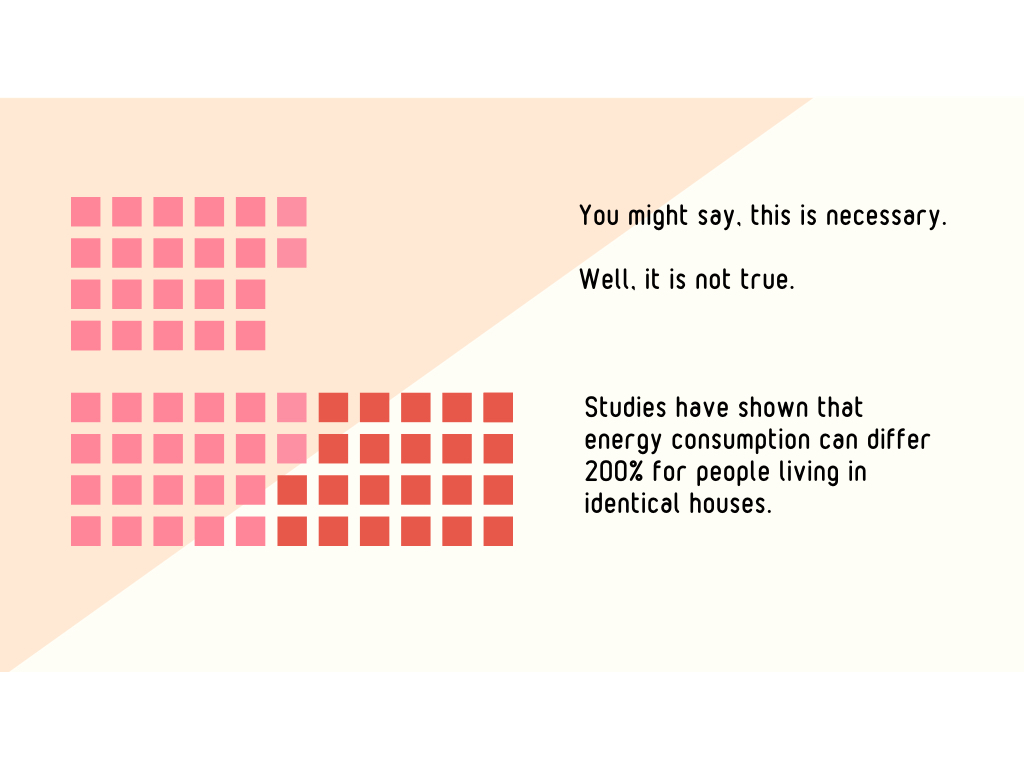 You might say, this is necessary.
Well, it is not true.
Studies have shown that
energy consumption can differ
200% for people living in
identical houses.